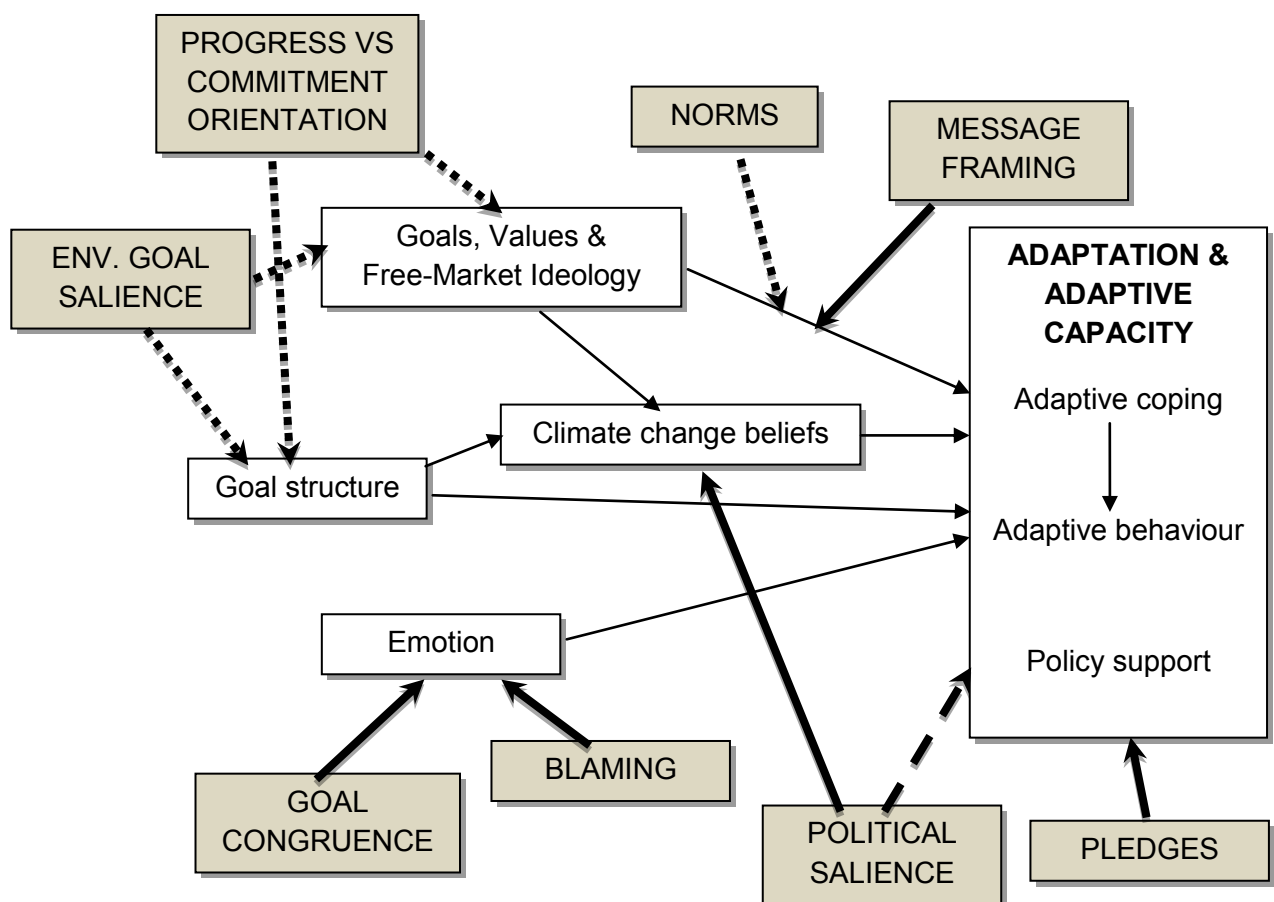 PROGRESS VS
COMMITMENT
ORIENTATION
NORMS
MESSAGE
FRAMING
ENV. GOAL
SALIENCE
Goals, Values &
Free-Market Ideology
ADAPTATION &
ADAPTIVE
CAPACITY
Adaptive coping
Climate change beliefs
Goal structure
Adaptive behaviour
Emotion
Policy support
BLAMING
GOAL
CONGRUENCE
POLITICAL
SALIENCE
PLEDGES